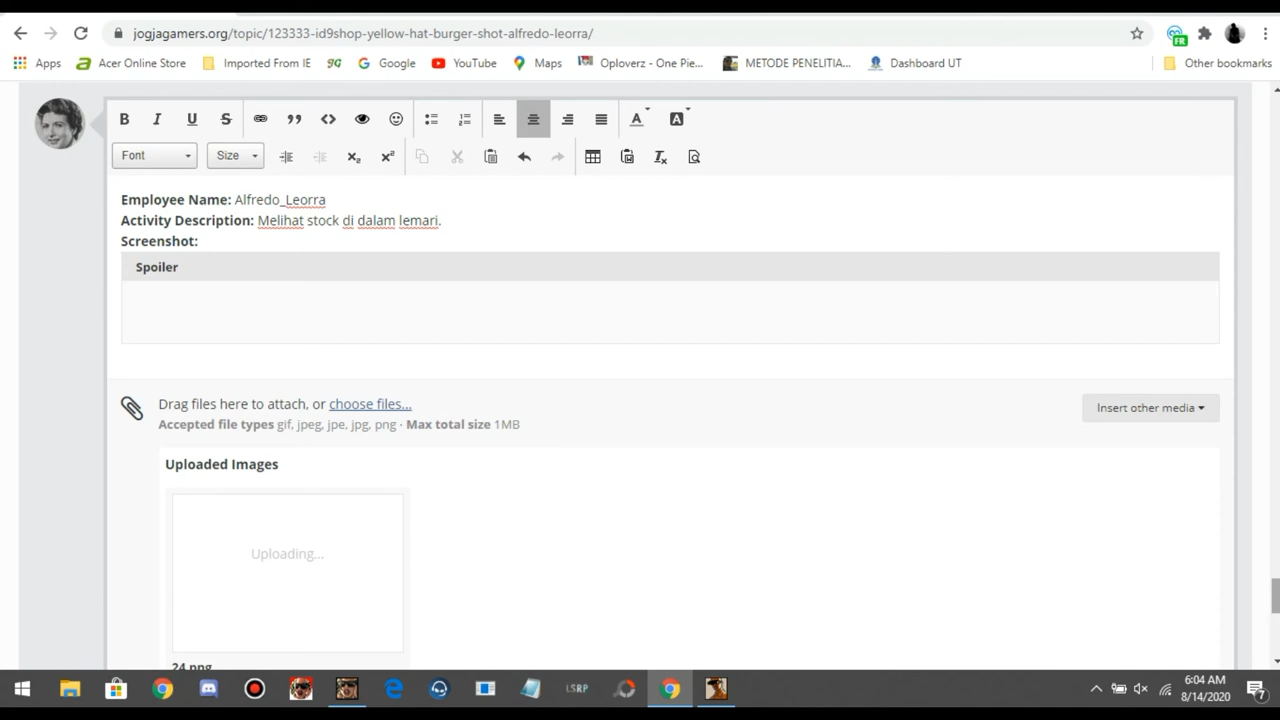 jogjagamers.org/topic/123333-id9shop-yellow-hat-burger-shot-alfredo-leorra/
FR
Apps Acer Online Store Imported From IE Google YouTube Maps Oploverz - One Pie... METODE PENELITIA... Dashboard UT Other bookmarks
Font Size
Employee Name: Alfredo_Leorra
Activity Description: Melihat stock di dalam lemari.
Screenshot:
Spoiler
Drag files here to attach, or choose files...
Insert other media
Accepted file types gif, jpeg, jpe, jpg, png · Max total size 1MB
Uploaded Images
Uploading...
24.png
LSRP
6:04 AM
8/14/2020
7